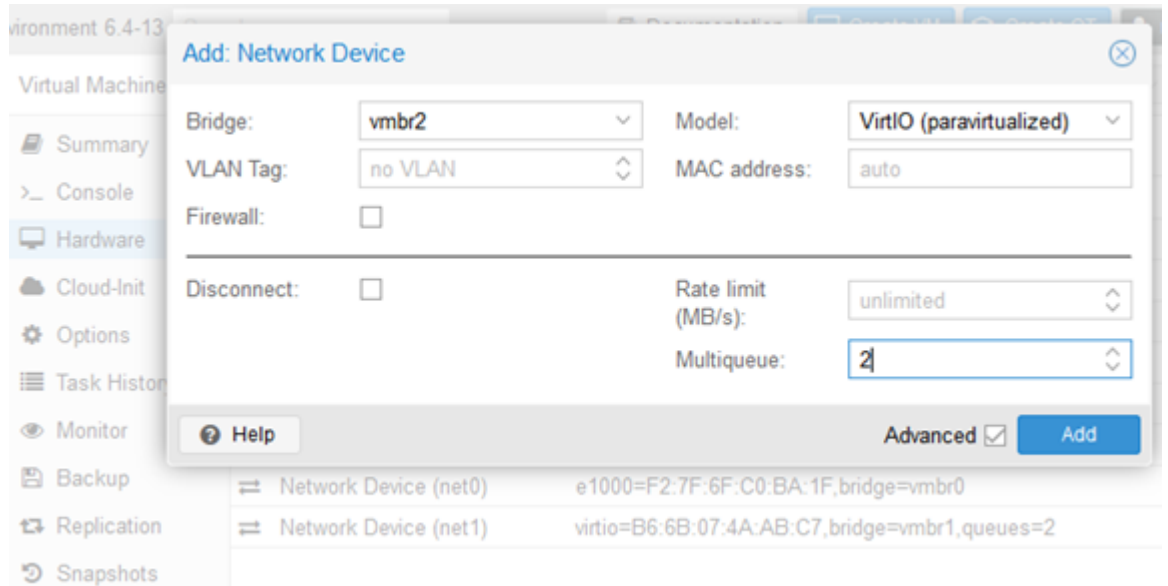 vironment 6.4-13
Documentation
Add: Network Device
Virtual Machine
Bridge: vmbr2 Model: VirtIO (paravirtualized)
Summary
VLAN Tag: no VLAN MAC address: auto
>_ Console
Firewall:
Hardware
Cloud-Init
Disconnect: Rate limit (MB/s): unlimited
Options
Multiqueue: 2
Task Histor
Monitor
Help Advanced Add
Backup
Network Device (net0) e1000=F2:7F:6F:C0:BA:1F,bridge=vmbr0
Replication
Network Device (net1) virtio=B6:6B:07:4A:AB:C7,bridge=vmbr1,queues=2
Snapshots